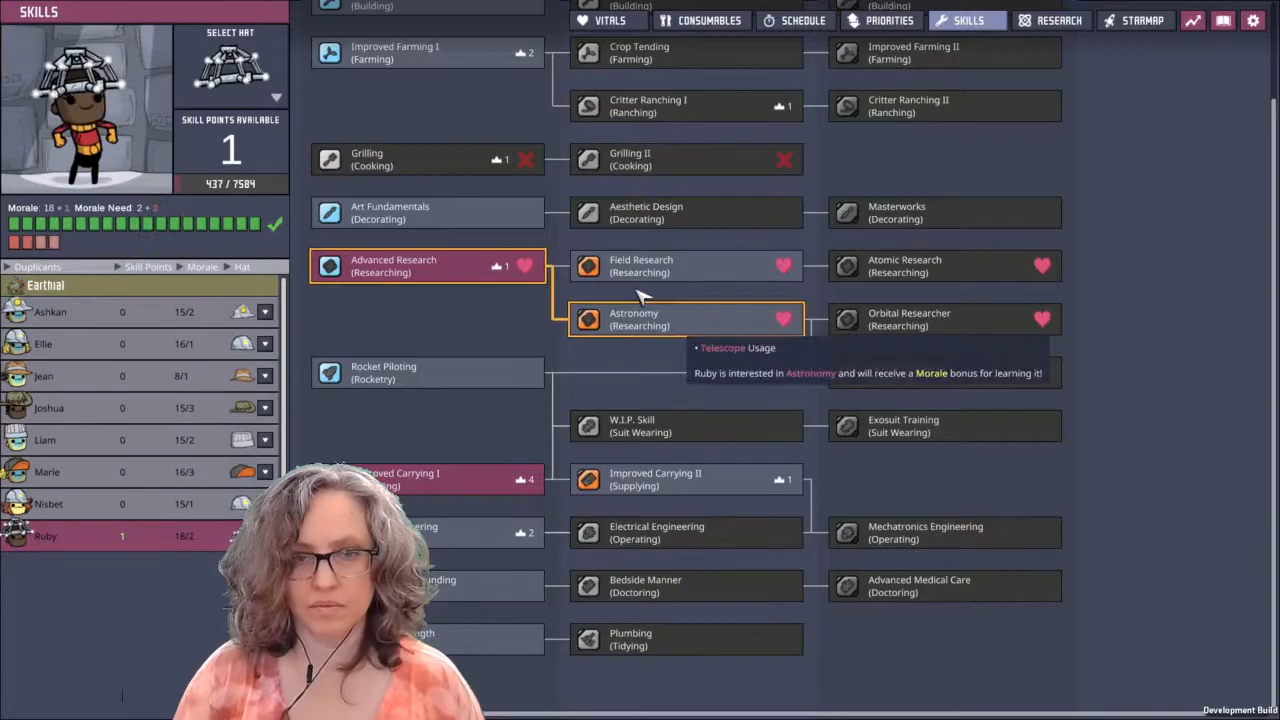 SKILLS
VITALS
CONSUMABLES
SCHEDULE
PRIORITIES
SKILLS
RESEARCH
STARMAP
(Building)
(Building)
(Building)
SELECT HAT
SKILL POINTS AVAILABLE
1
437 / 7584
Morale: 18 + 1 Morale Need: 2 + 3
Duplicants Skill Points Morale Hat
Earthial
Ashkan 0 15/2
Ellie 0 16/1
Jean 0 8/1
Joshua 0 15/3
Liam 0 15/2
Marie 0 16/3
Nisbet 0 15/1
Ruby 1 18/2
Improved Farming I
(Farming)
2
Crop Tending
(Farming)
Improved Farming II
(Farming)
Critter Ranching I
(Ranching)
1
Critter Ranching II
(Ranching)
Grilling
(Cooking)
1
Grilling II
(Cooking)
Art Fundamentals
(Decorating)
Aesthetic Design
(Decorating)
Masterworks
(Decorating)
Advanced Research
(Researching)
1
Field Research
(Researching)
Atomic Research
(Researching)
Astronomy
(Researching)
Orbital Researcher
(Researching)
• Telescope Usage
Ruby is interested in Astronomy and will receive a Morale bonus for learning it!
Rocket Piloting
(Rocketry)
W.I.P. Skill
(Suit Wearing)
Exosuit Training
(Suit Wearing)
oved Carrying I
4
Improved Carrying II
(Supplying)
1
ering
2
Electrical Engineering
(Operating)
Mechatronics Engineering
(Operating)
unding
Bedside Manner
(Doctoring)
Advanced Medical Care
(Doctoring)
gth
Plumbing
(Tidying)
Development Build